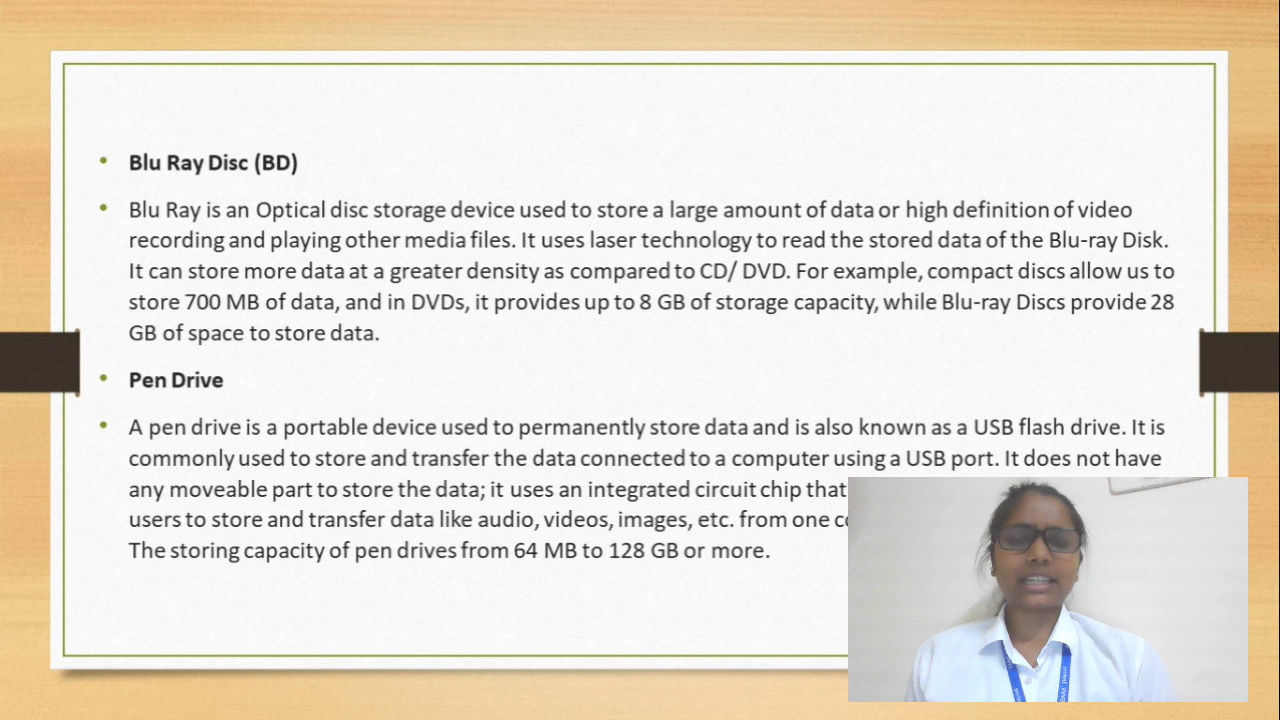 Blu Ray Disc (BD)
Blu Ray is an Optical disc storage device used to store a large amount of data or high definition of video
recording and playing other media files. It uses laser technology to read the stored data of the Blu-ray Disk.
It can store more data at a greater density as compared to CD/ DVD. For example, compact discs allow us to
store 700 MB of data, and in DVDs, it provides up to 8 GB of storage capacity, while Blu-ray Discs provide 28
GB of space to store data.
Pen Drive
A pen drive is a portable device used to permanently store data and is also known as a USB flash drive. It is
commonly used to store and transfer the data connected to a computer using a USB port. It does not have
any moveable part to store the data; it uses an integrated circuit chip that
users to store and transfer data like audio, videos, images, etc. from one
The storing capacity of pen drives from 64 MB to 128 GB or more.